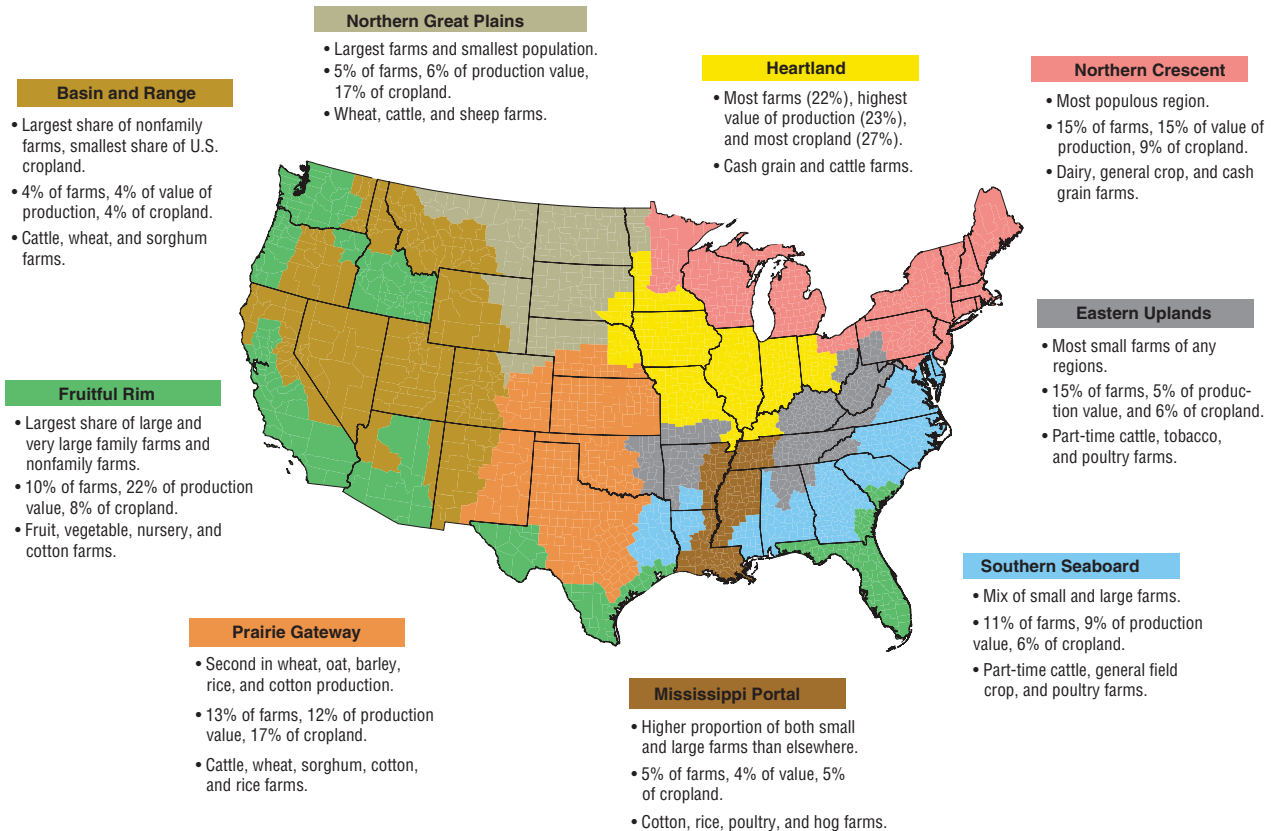 Northern Great Plains
• Largest farms and smallest population.
• 5% of farms, 6% of production value,
17% of cropland.
• Wheat, cattle, and sheep farms.
Heartland
• Most farms (22%), highest
value of production (23%),
and most cropland (27%).
• Cash grain and cattle farms.
Northern Crescent
• Most populous region.
• 15% of farms, 15% of value of
production, 9% of cropland.
• Dairy, general crop, and cash
grain farms.
Basin and Range
• Largest share of nonfamily
farms, smallest share of U.S.
cropland.
• 4% of farms, 4% of value of
production, 4% of cropland.
• Cattle, wheat, and sorghum
farms.
Eastern Uplands
• Most small farms of any
regions.
• 15% of farms, 5% of produc-
tion value, and 6% of cropland.
• Part-time cattle, tobacco,
and poultry farms.
Fruitful Rim
• Largest share of large and
very large family farms and
nonfamily farms.
• 10% of farms, 22% of production
value, 8% of cropland.
• Fruit, vegetable, nursery, and
cotton farms.
Southern Seaboard
• Mix of small and large farms.
• 11% of farms, 9% of production
value, 6% of cropland.
• Part-time cattle, general field
crop, and poultry farms.
Prairie Gateway
• Second in wheat, oat, barley,
rice, and cotton production.
• 13% of farms, 12% of production
value, 17% of cropland.
• Cattle, wheat, sorghum, cotton,
and rice farms.
Mississippi Portal
• Higher proportion of both small
and large farms than elsewhere.
• 5% of farms, 4% of value, 5%
of cropland.
• Cotton, rice, poultry, and hog farms.